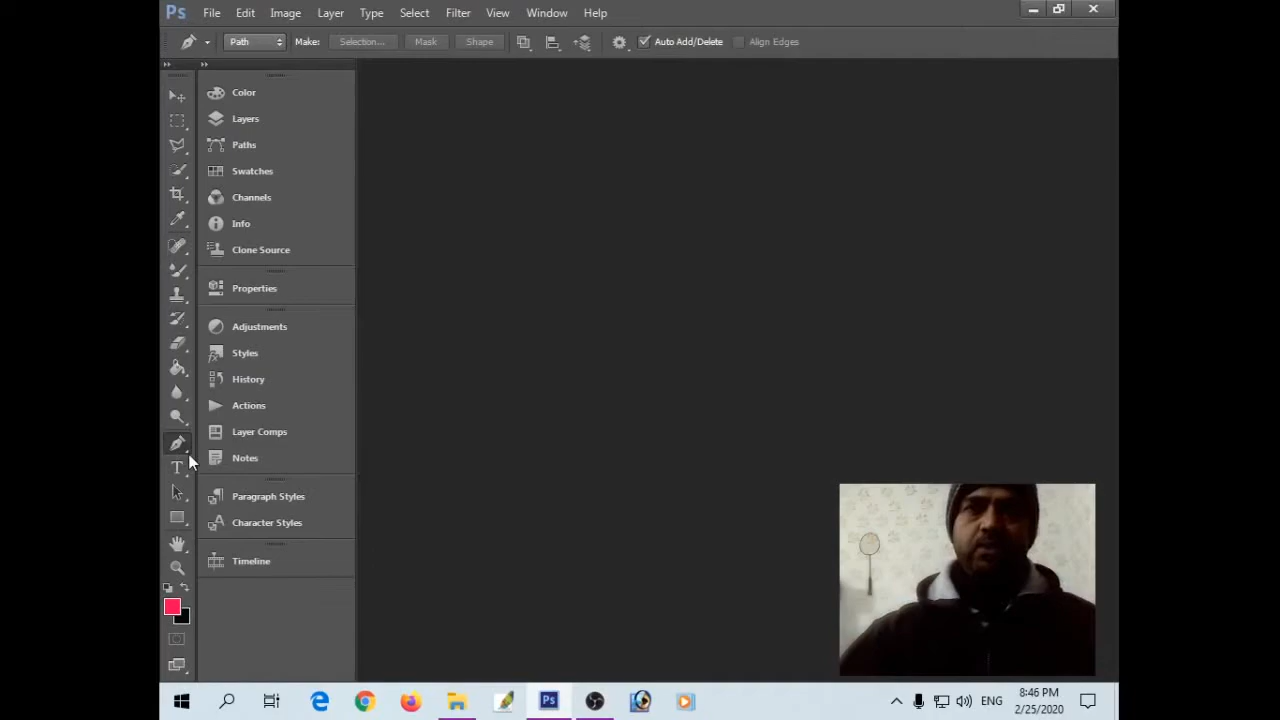 Ps File Edit Image Layer Type Select Filter View Window Help
Path Make: Selection... Mask Shape Auto Add/Delete Align Edges
Color
Layers
Paths
Swatches
Channels
Info
Clone Source
Properties
Adjustments
Styles
History
Actions
Layer Comps
Notes
Paragraph Styles
Character Styles
Timeline
Ps ENG 8:46 PM
2/25/2020